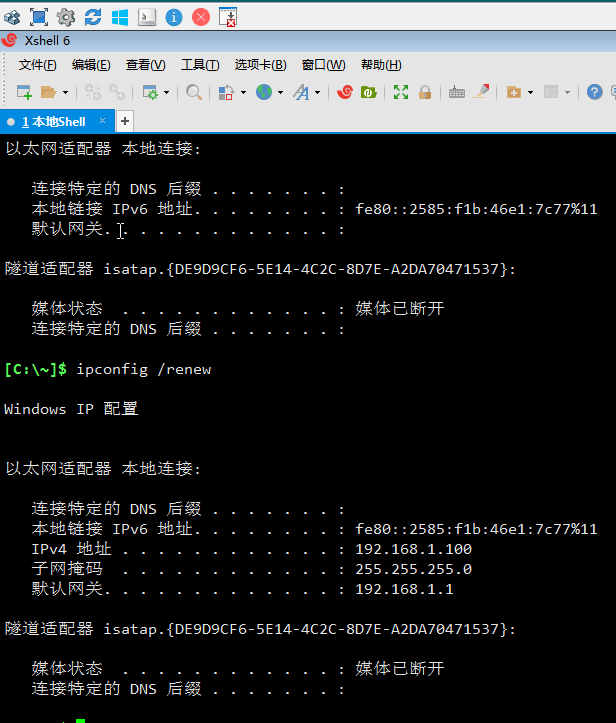 Xshell 6
文件(F) 编辑(E) 查看(V) 工具(T) 选项卡(B) 窗口(W) 帮助(H)
1 本地Shell × +
以太网适配器 本地连接:
连接特定的 DNS 后缀 . . . . . . . :
本地链接 IPv6 地址. . . . . . . . : fe80::2585:f1b:46e1:7c77%11
默认网关. . . . . . . . . . . . . :
隧道适配器 isatap.{DE9D9CF6-5E14-4C2C-8D7E-A2DA70471537}:
媒体状态 . . . . . . . . . . . . : 媒体已断开
连接特定的 DNS 后缀 . . . . . . . :
[C:\~]$ ipconfig /renew
Windows IP 配置
以太网适配器 本地连接:
连接特定的 DNS 后缀 . . . . . . . :
本地链接 IPv6 地址. . . . . . . . : fe80::2585:f1b:46e1:7c77%11
IPv4 地址 . . . . . . . . . . . . : 192.168.1.100
子网掩码 . . . . . . . . . . . . : 255.255.255.0
默认网关. . . . . . . . . . . . . : 192.168.1.1
隧道适配器 isatap.{DE9D9CF6-5E14-4C2C-8D7E-A2DA70471537}:
媒体状态 . . . . . . . . . . . . : 媒体已断开
连接特定的 DNS 后缀 . . . . . . . :